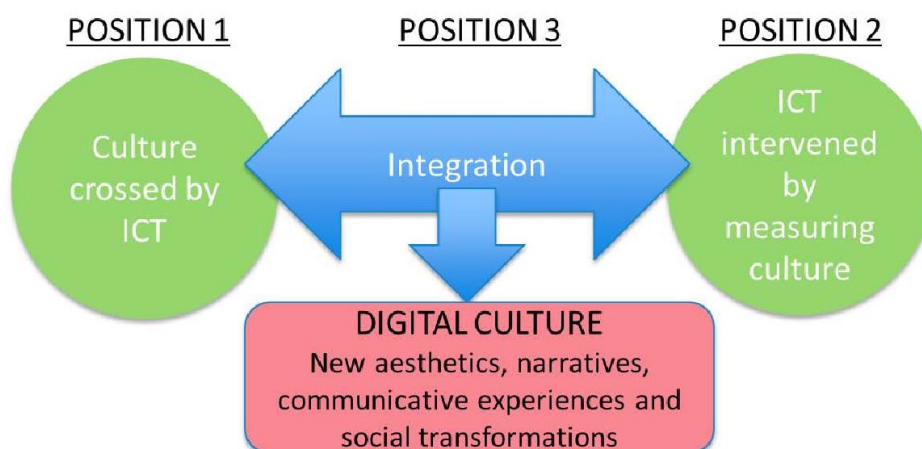 POSITION 1
POSITION 3
POSITION 2
Culture
crossed by
ICT
Integration
ICT
intervened
by
measuring
culture
DIGITAL CULTURE
New aesthetics, narratives,
communicative experiences and
social transformations